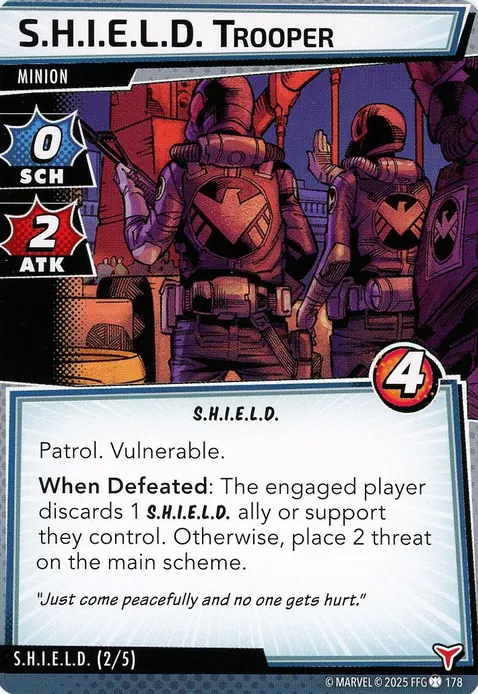 S.H.I.E.L.D. TROOPER
MINION
0
SCH
2
ATK
4
S.H.I.E.L.D.
Patrol. Vulnerable.
When Defeated: The engaged player
discards 1 S.H.I.E.L.D. ally or support
they control. Otherwise, place 2 threat
on the main scheme.
"Just come peacefully and no one gets hurt."
S.H.I.E.L.D. (2/5)
© MARVEL © 2025 FFG 178